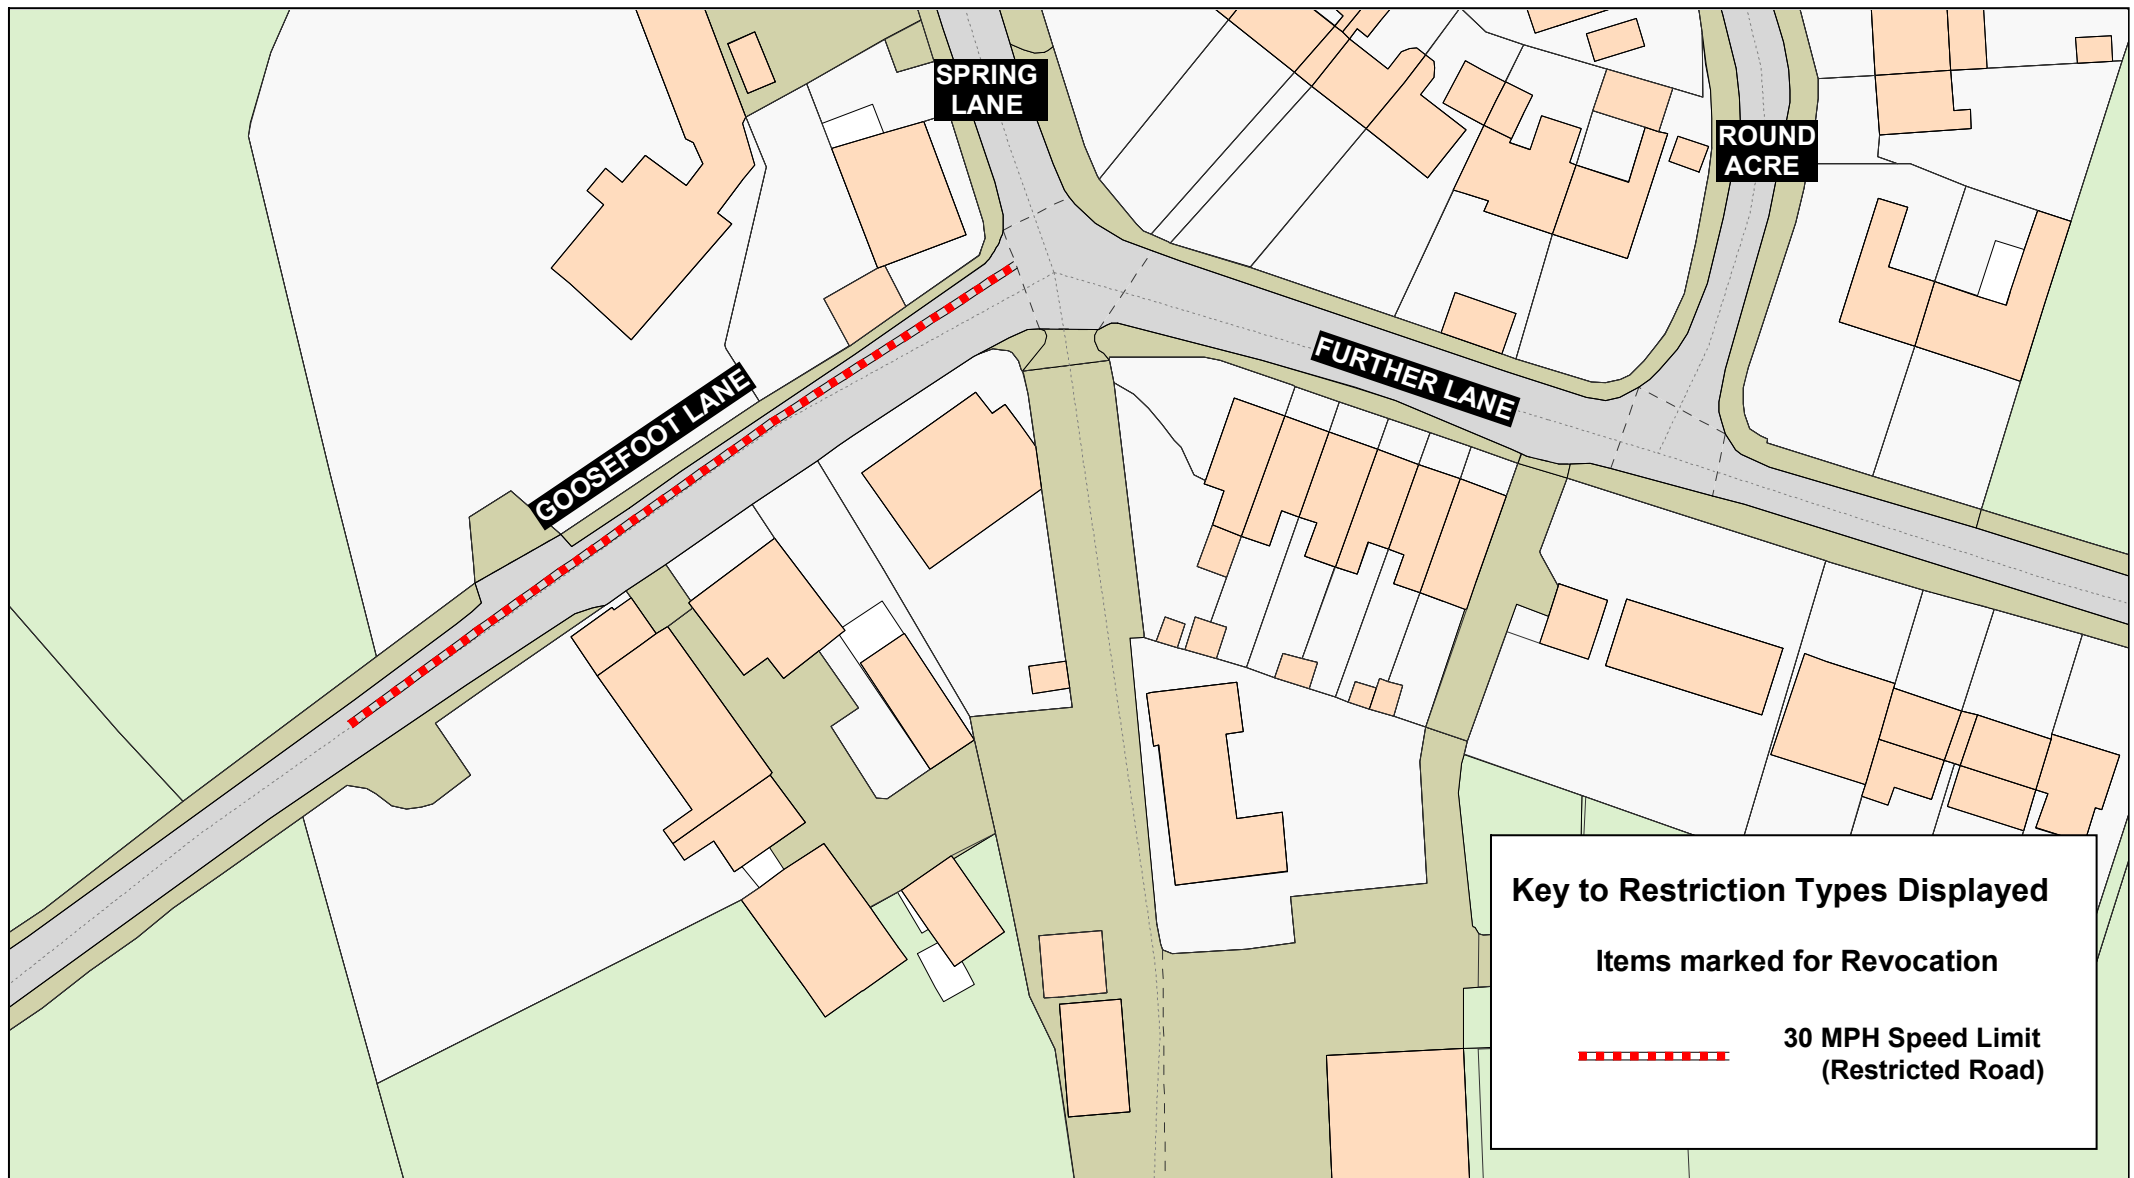 SPRING
LANE
ROUND
ACRE
FURTHER LANE
GOOSEFOOT LANE
Key to Restriction Types Displayed
Items marked for Revocation
30 MPH Speed Limit
(Restricted Road)